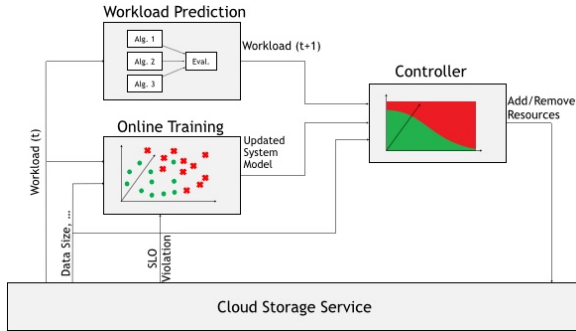 Workload Prediction
Alg. 1
Alg. 2
Alg. 3
Eval.
Workload (t+1)
Controller
Add/Remove
Resources
Online Training
Updated
System
Model
Workload (t)
Data Size, ...
SLO
Violation
Cloud Storage Service